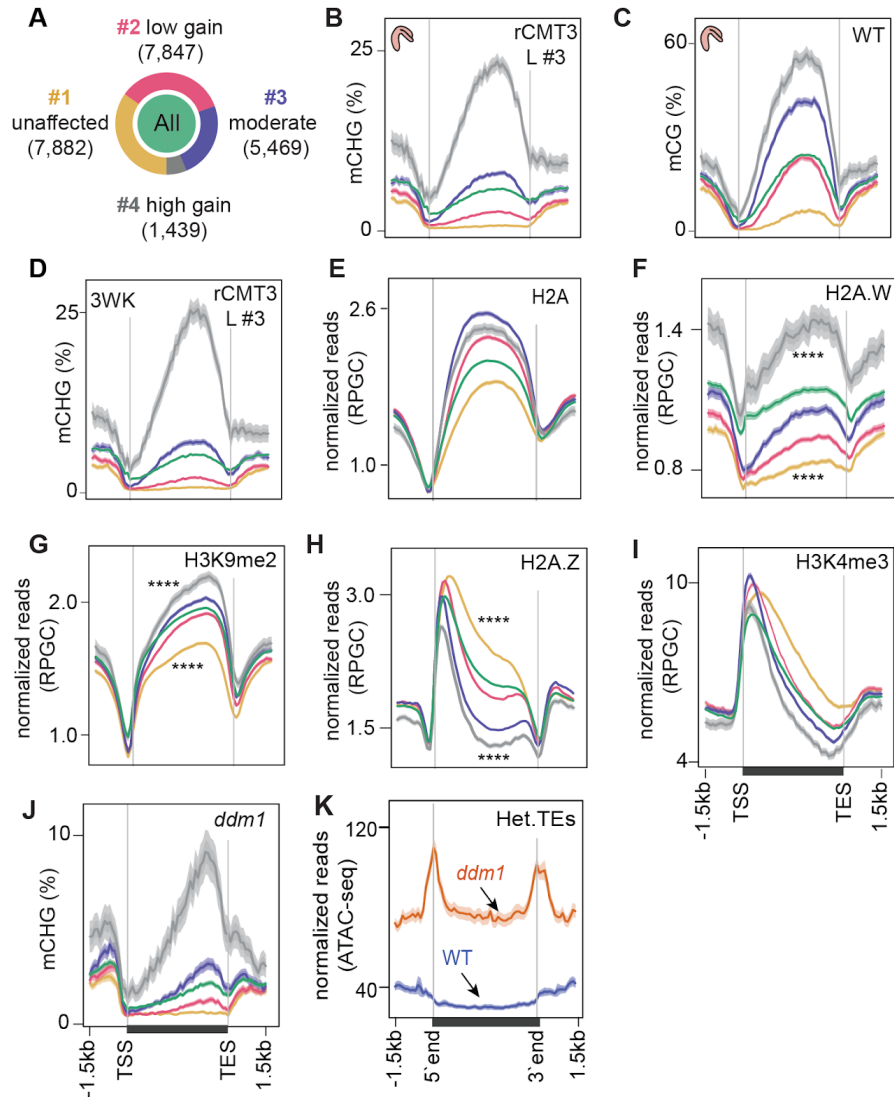 A
#2 low gain
(7,847)
#1
unaffected
(7,882)
All
#3
moderate
(5,469)
#4 high gain
(1,439)
B
rCMT3
L #3
mCHG (%)
25
0
C
WT
mCG (%)
60
0
D
3WK
rCMT3
L #3
mCHG (%)
25
0
E
H2A
normalized reads
(RPGC)
2.6
1.0
F
H2A.W
normalized reads
(RPGC)
1.4
0.8
****
****
G
H3K9me2
normalized reads
(RPGC)
2.0
1.0
****
****
H
H2A.Z
normalized reads
(RPGC)
3.0
1.5
****
****
I
H3K4me3
normalized reads
(RPGC)
10
4
-1.5kb
TSS
TES
1.5kb
J
ddm1
mCHG (%)
10
0
-1.5kb
TSS
TES
1.5kb
K
Het.TEs
normalized reads
(ATAC-seq)
120
40
ddm1
WT
-1.5kb
5`end
3`end
1.5kb